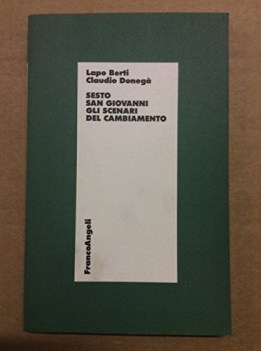 Lapo Berti
Claudio Donegà
SESTO
SAN GIOVANNI
GLI SCENARI
DEL CAMBIAMENTO
FrancoAngeli